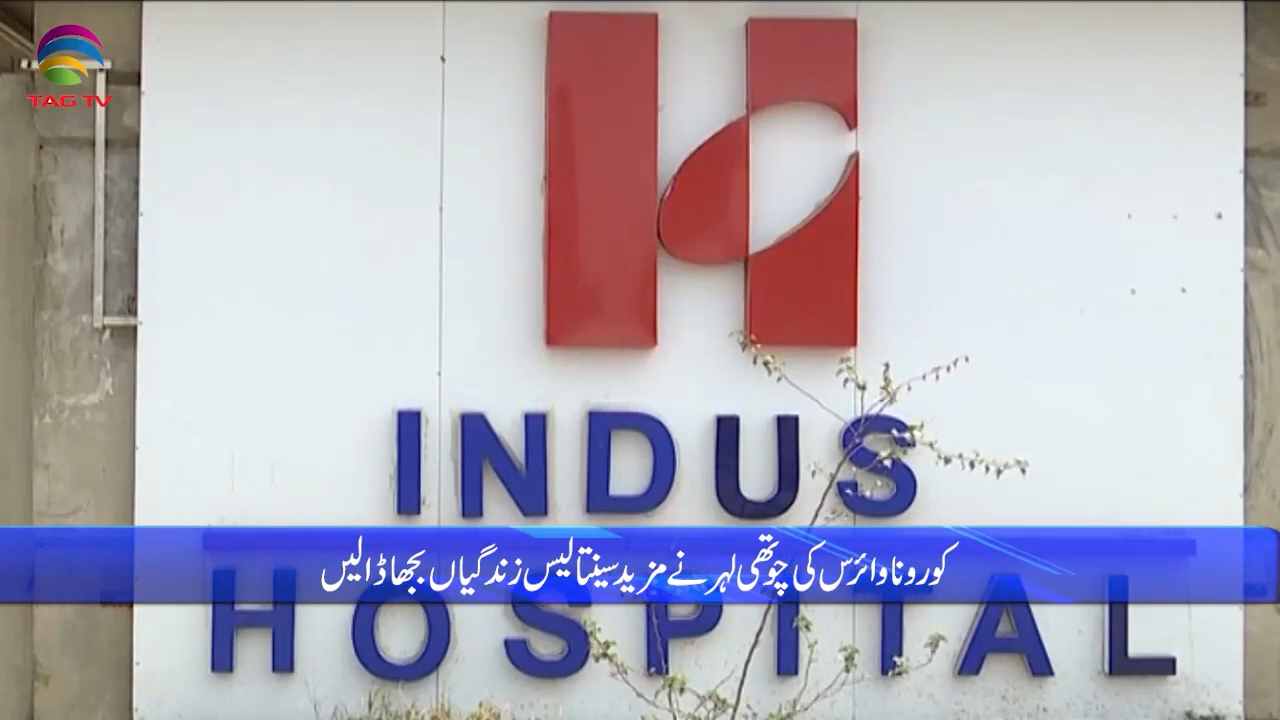 TAG TV
INDUS
کورونا وائرس کی چوتھی لہر نے مزید سینتالیس زندگیاں بجھا ڈالیں
HOSPITAL